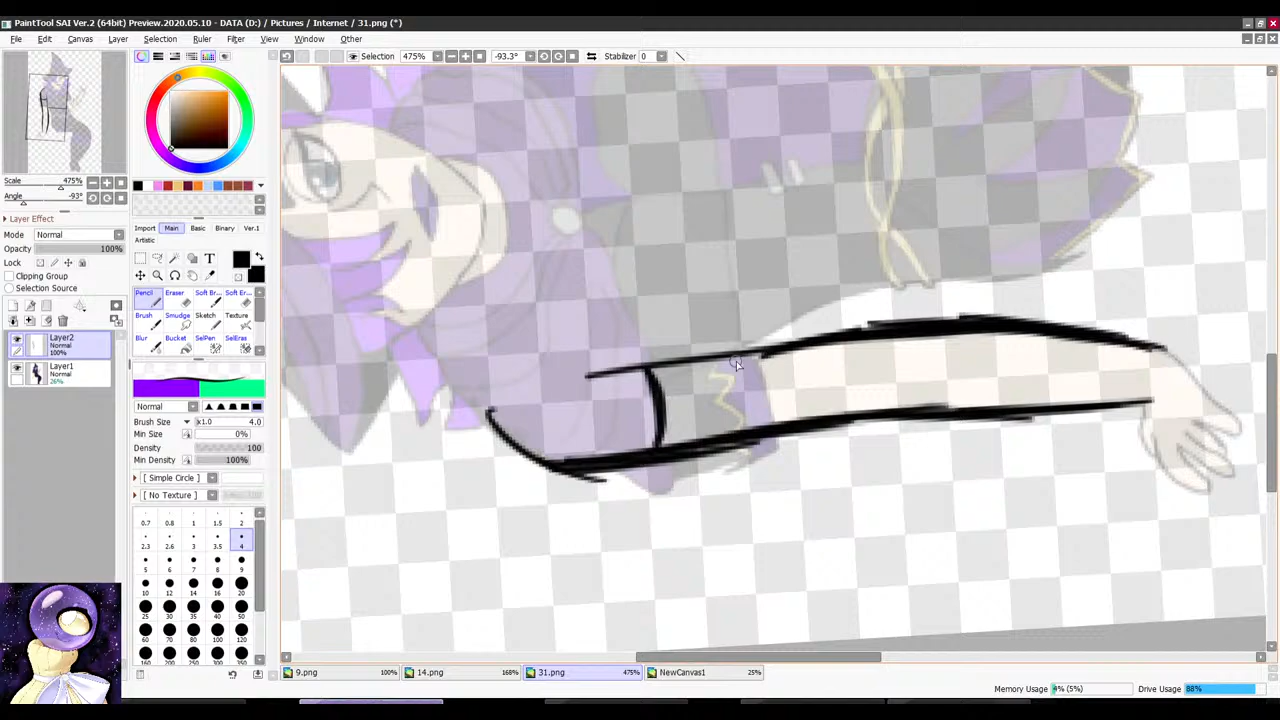 PaintTool SAI Ver.2 (64bit) Preview.2020.05.10 - DATA (D:) / Pictures / Internet / 31.png (*)
File Edit Canvas Layer Selection Ruler Filter View Window Other
Selection 475% -93.3° Stabilizer 0
Scale 475%
Angle -93°
Layer Effect
Mode Normal
Opacity 100%
Lock
Clipping Group
Selection Source
Layer2
Normal
100%
Layer1
Normal
26%
Import Main Basic Binary Ver.1
Artistic
T
Pencil Eraser Soft Br... Soft Er...
Brush Smudge Sketch Texture
Blur Bucket SelPen SelEras
Normal
Brush Size x1.0 4.0
Min Size 0%
Density 100
Min Density 100%
[ Simple Circle ]
[ No Texture ]
0.7 0.8 1 1.5 2
2.3 2.6 3 3.5 4
5 6 7 8 9
10 12 14 16 20
25 30 35 40 50
60 70 80 100 120
160 200
9.png 100% 14.png 168% 31.png 475% NewCanvas1 25%
Memory Usage (5%) Drive Usage 88%